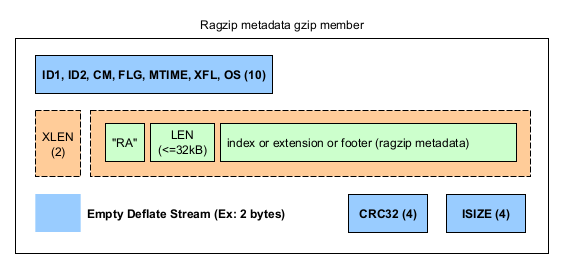 Ragzip metadata gzip member
ID1, ID2, CM, FLG, MTIME, XFL, OS (10)
XLEN
(2)
"RA"
LEN
(<=32kB)
index or extension or footer (ragzip metadata)
Empty Deflate Stream (Ex: 2 bytes)
CRC32 (4)
ISIZE (4)